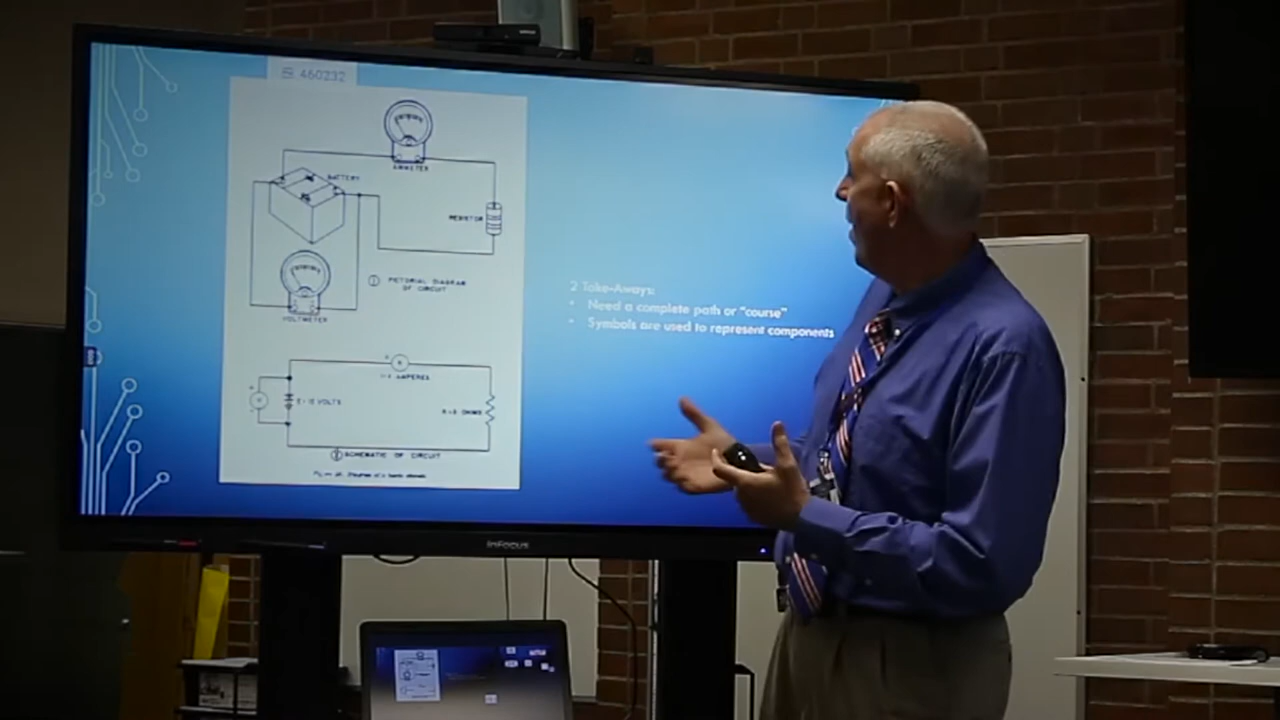 460232
AMMETER
BATTERY
RESISTOR
1 PICTORIAL DIAGRAM
OF CIRCUIT
VOLTMETER
2 Take-Aways:
• Need a complete path or "course"
• Symbols are used to represent components
AMPERES
E-12 VOLTS
OHMS
2 SCHEMATIC OF CIRCUIT
InFocus